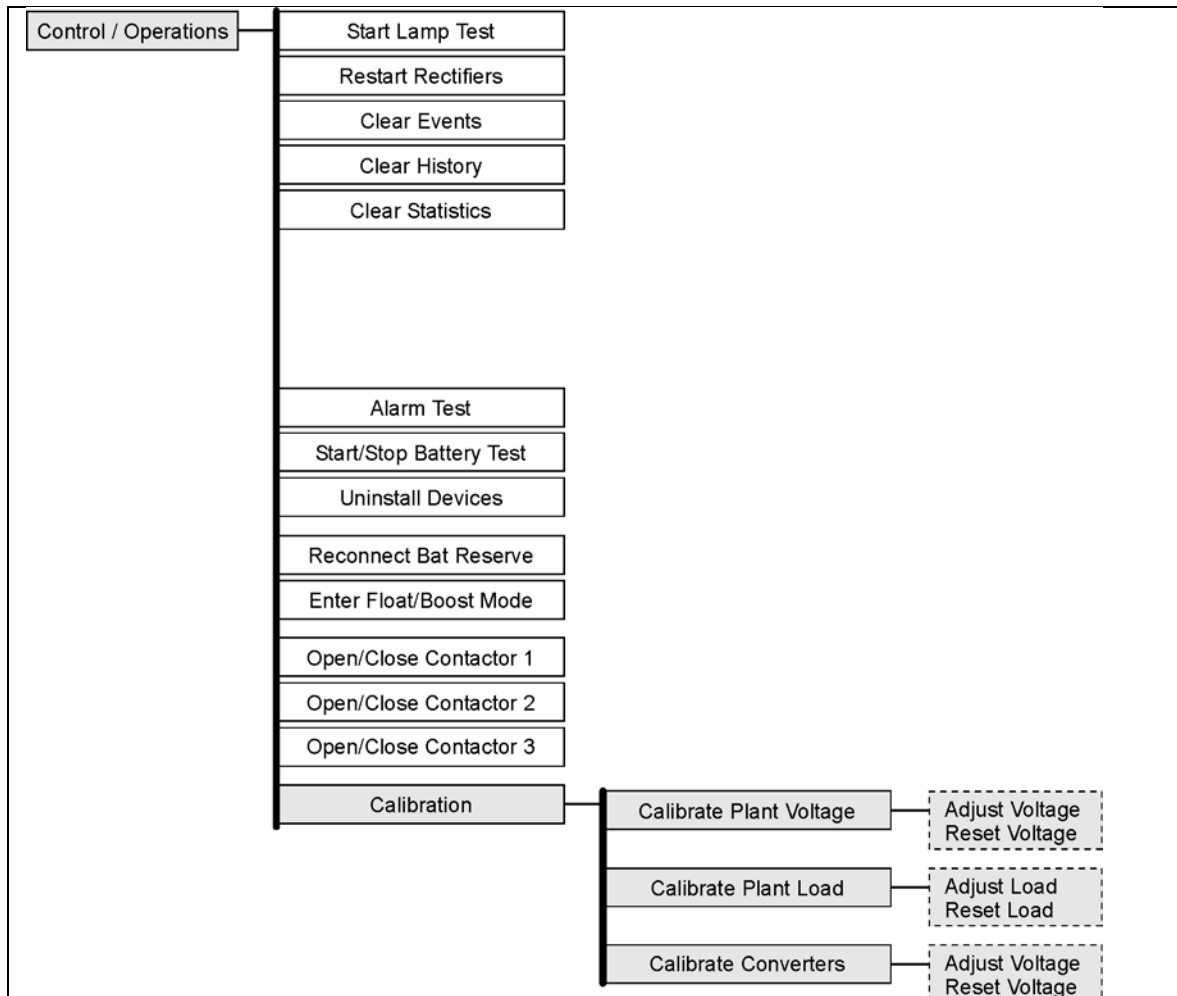 Control / Operations
Start Lamp Test
Restart Rectifiers
Clear Events
Clear History
Clear Statistics
Alarm Test
Start/Stop Battery Test
Uninstall Devices
Reconnect Bat Reserve
Enter Float/Boost Mode
Open/Close Contactor 1
Open/Close Contactor 2
Open/Close Contactor 3
Calibration
Calibrate Plant Voltage
Adjust Voltage
Reset Voltage
Calibrate Plant Load
Adjust Load
Reset Load
Calibrate Converters
Adjust Voltage
Reset Voltage